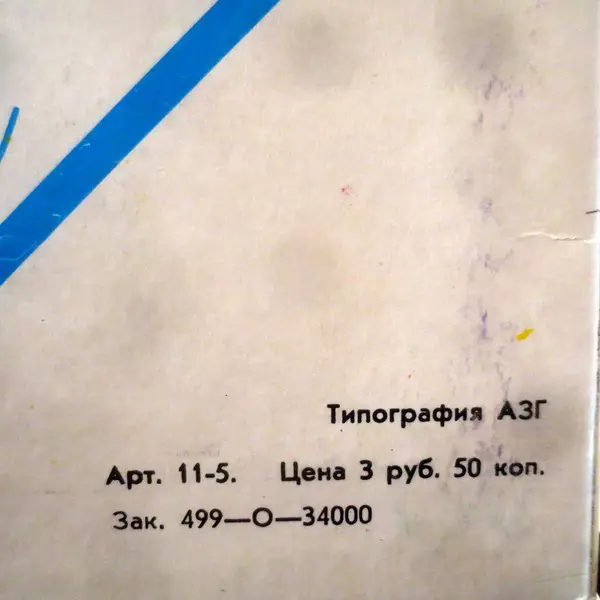 Типография АЗГ
Арт. 11-5. Цена 3 руб. 50 коп.
Зак. 499—О—34000